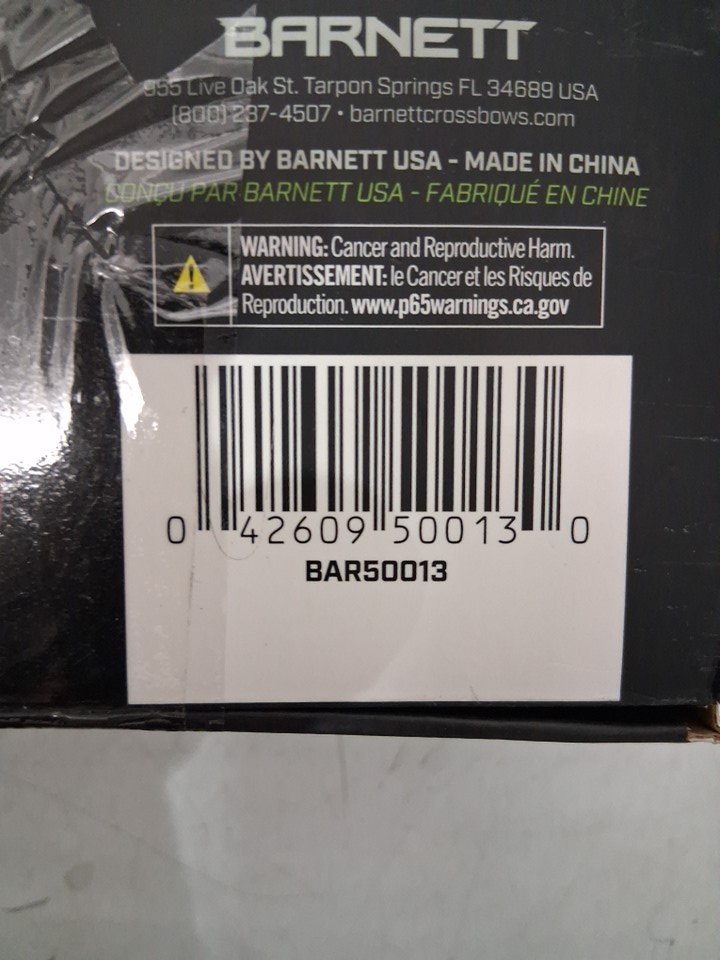 BARNETT
955 Live Oak St. Tarpon Springs FL 34689 USA
(800) 237-4507 • barnettcrossbows.com
DESIGNED BY BARNETT USA - MADE IN CHINA
CONÇU PAR BARNETT USA - FABRIQUÉ EN CHINE
WARNING: Cancer and Reproductive Harm.
AVERTISSEMENT: le Cancer et les Risques de
Reproduction. www.p65warnings.ca.gov
0 42609 50013 0
BAR50013